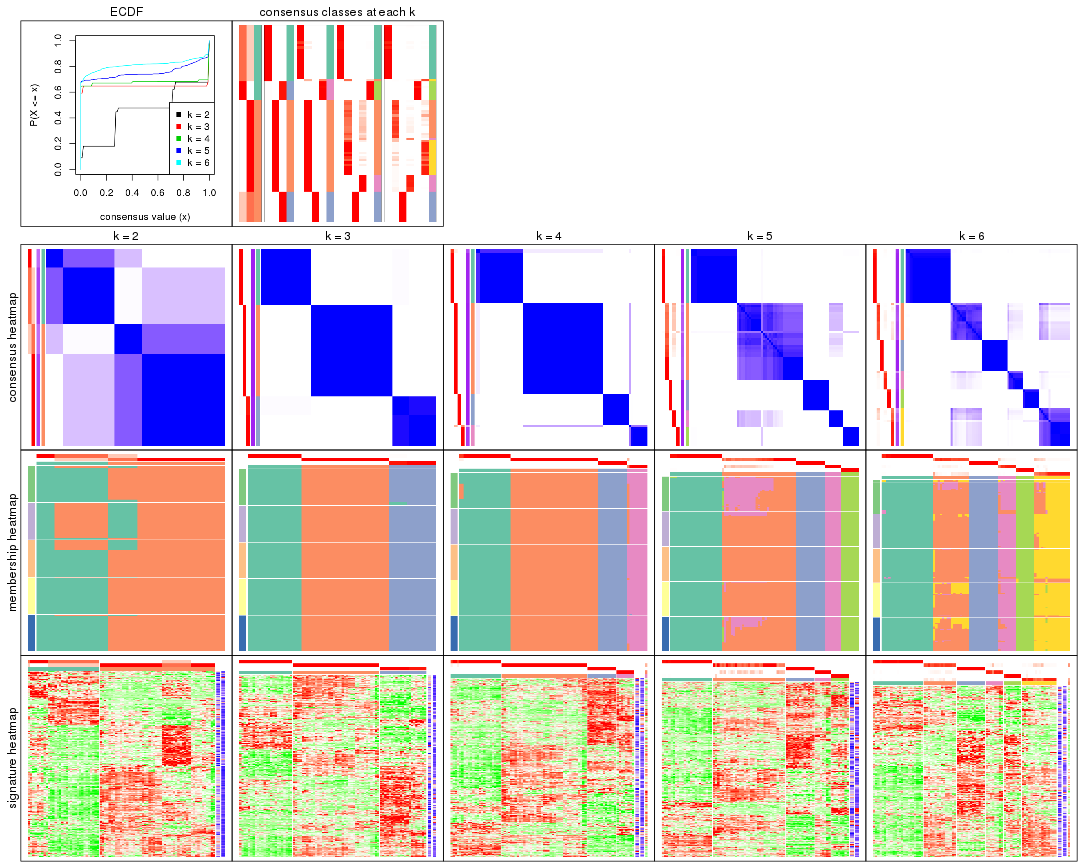 ECDF
consensus classes at each k
P(X <= x)
1.0
0.8
0.6
0.4
0.2
0.0
k = 2
k = 3
k = 4
k = 5
k = 6
0.0 0.2 0.4 0.6 0.8 1.0
consensus value (x)
k = 2
k = 3
k = 4
k = 5
k = 6
consensus heatmap
membership heatmap
signature heatmap